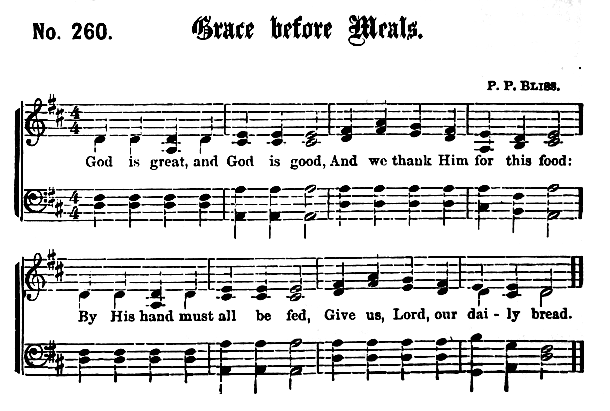 No. 260. Grace before Meals.
P. P. BLISS.
God is great, and God is good, And we thank Him for this food:
By His hand must all be fed, Give us, Lord, our dai - ly bread.